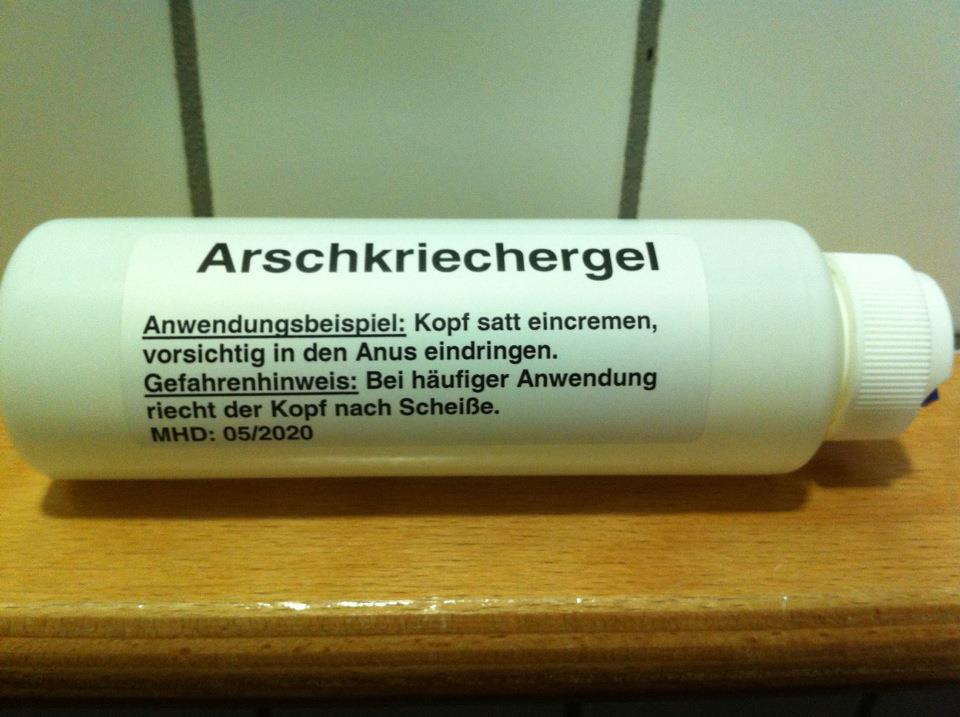 Arschkriechergel
Anwendungsbeispiel: Kopf satt eincremen,
vorsichtig in den Anus eindringen.
Gefahrenhinweis: Bei häufiger Anwendung
riecht der Kopf nach Scheiße.
MHD: 05/2020